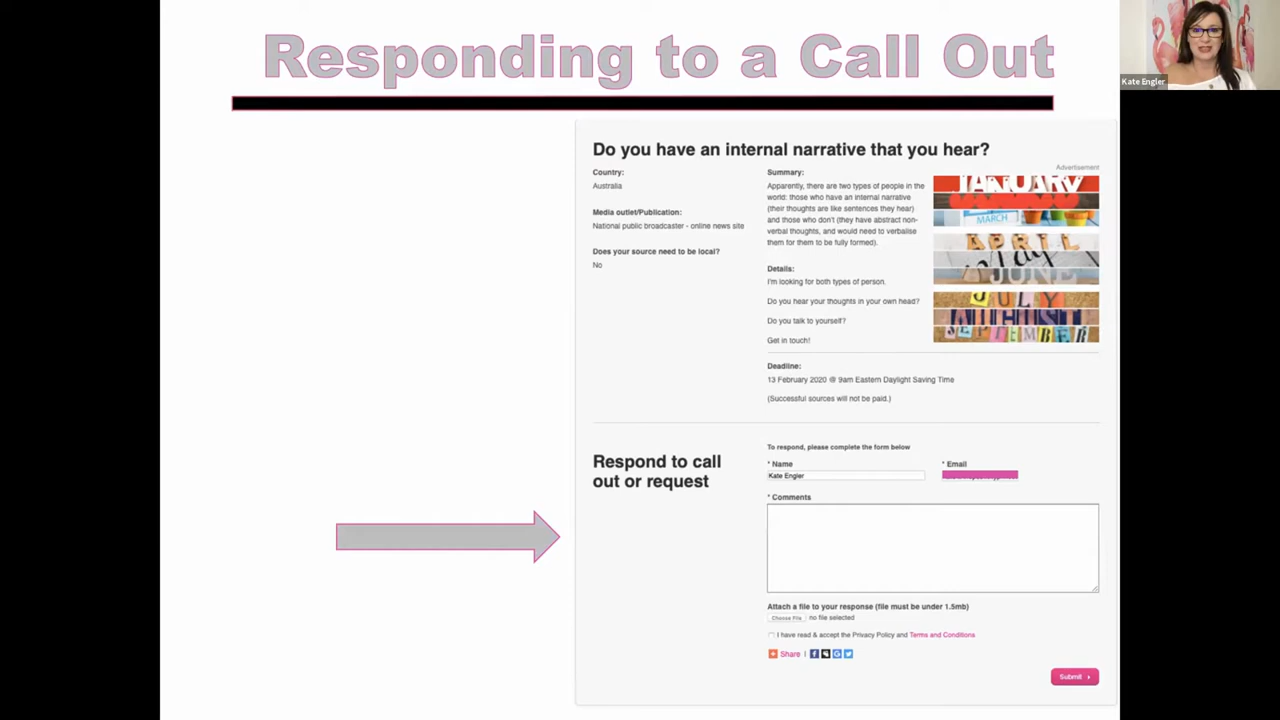 Responding to a Call Out
Kate Engler
Do you have an internal narrative that you hear?
Country:
Australia
Media outlet/Publication:
National public broadcaster - online news site
Does your source need to be local?
No
Summary:
Apparently, there are two types of people in the
world: those who have an internal narrative
(their thoughts are like sentences they hear)
and those who don't (they have abstract non-
verbal thoughts, and would need to verbalise
them for them to be fully formed).
Details:
I'm looking for both types of person.
Do you hear your thoughts in your own head?
Do you talk to yourself?
Get in touch!
Advertisement
JANUARY
MARCH
APRIL
May
JUNE
JULY
AUGUST
SEPTEMBER
Deadline:
13 February 2020 @ 9am Eastern Daylight Saving Time
(Successful sources will not be paid.)
Respond to call
out or request
To respond, please complete the form below
* Name
Kate Engler
* Email
* Comments
Attach a file to your response (file must be under 1.5mb)
Choose File no file selected
I have read & accept the Privacy Policy and Terms and Conditions
Share |
Submit